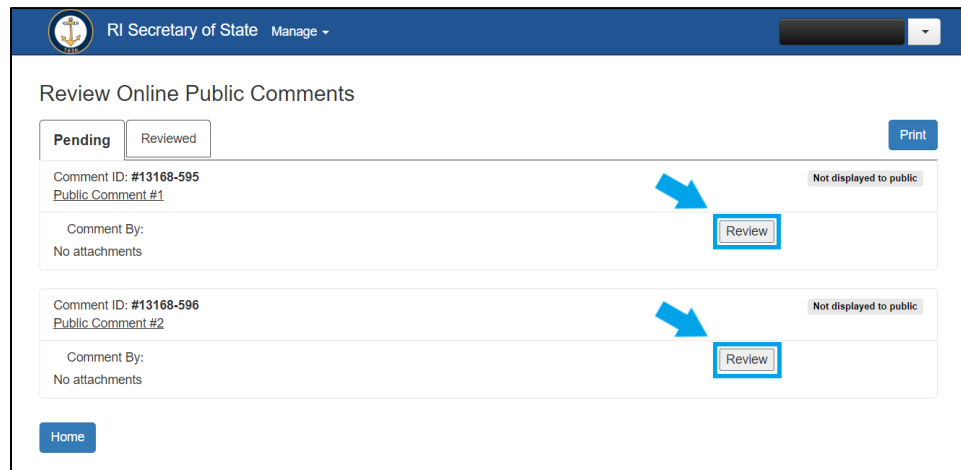 RI Secretary of State Manage
Review Online Public Comments
Pending Reviewed Print
Comment ID: #13168-595 Not displayed to public
Public Comment #1
Comment By: Review
No attachments
Comment ID: #13168-596 Not displayed to public
Public Comment #2
Comment By: Review
No attachments
Home